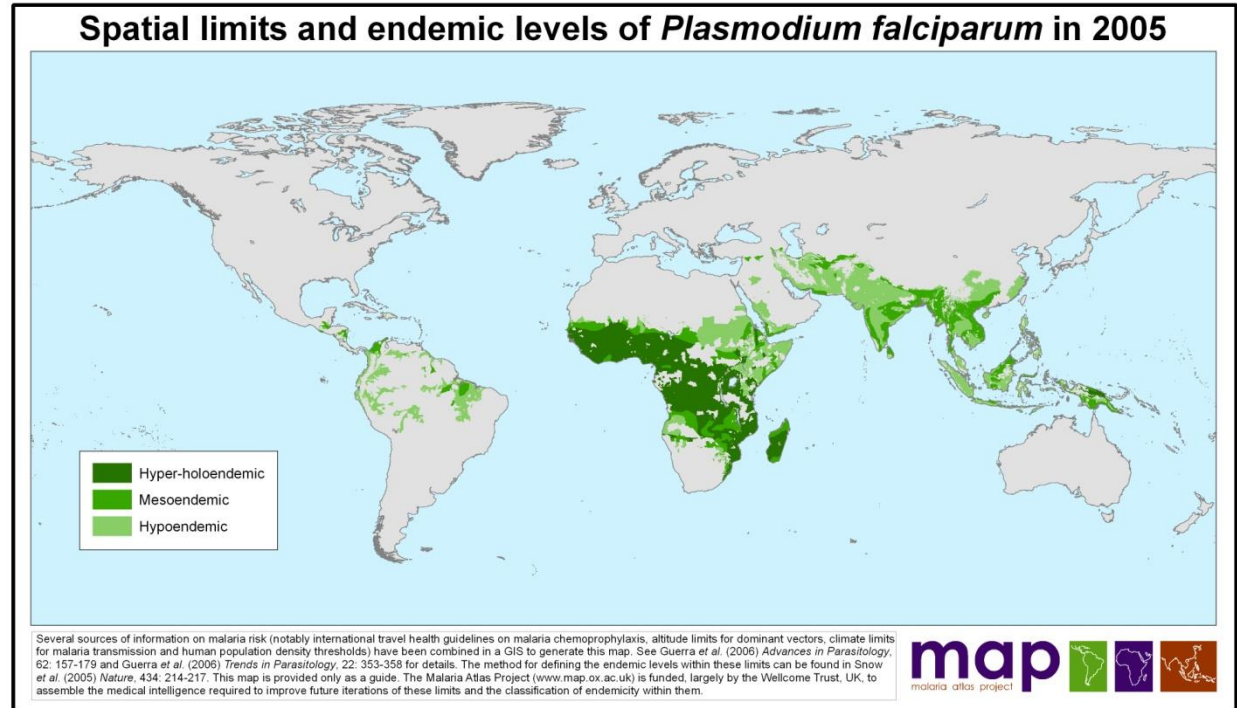 Spatial limits and endemic levels of Plasmodium falciparum in 2005
Hyper-holoendemic
Mesoendemic
Hypoendemic
Several sources of information on malaria risk (notably international travel health guidelines on malaria chemoprophylaxis, altitude limits for dominant vectors, climate limits
for malaria transmission and human population density thresholds) have been combined in a GIS to generate this map. See Guerra et al. (2006) Advances in Parasitology,
62: 157-179 and Guerra et al. (2006) Trends in Parasitology, 22: 353-358 for details. The method for defining the endemic levels within these limits can be found in Snow
et al. (2005) Nature, 434: 214-217. This map is provided only as a guide. The Malaria Atlas Project (www.map.ox.ac.uk) is funded, largely by the Wellcome Trust, UK, to
assemble the medical intelligence required to improve future iterations of these limits and the classification of endemicity within them.
map
malaria atlas project